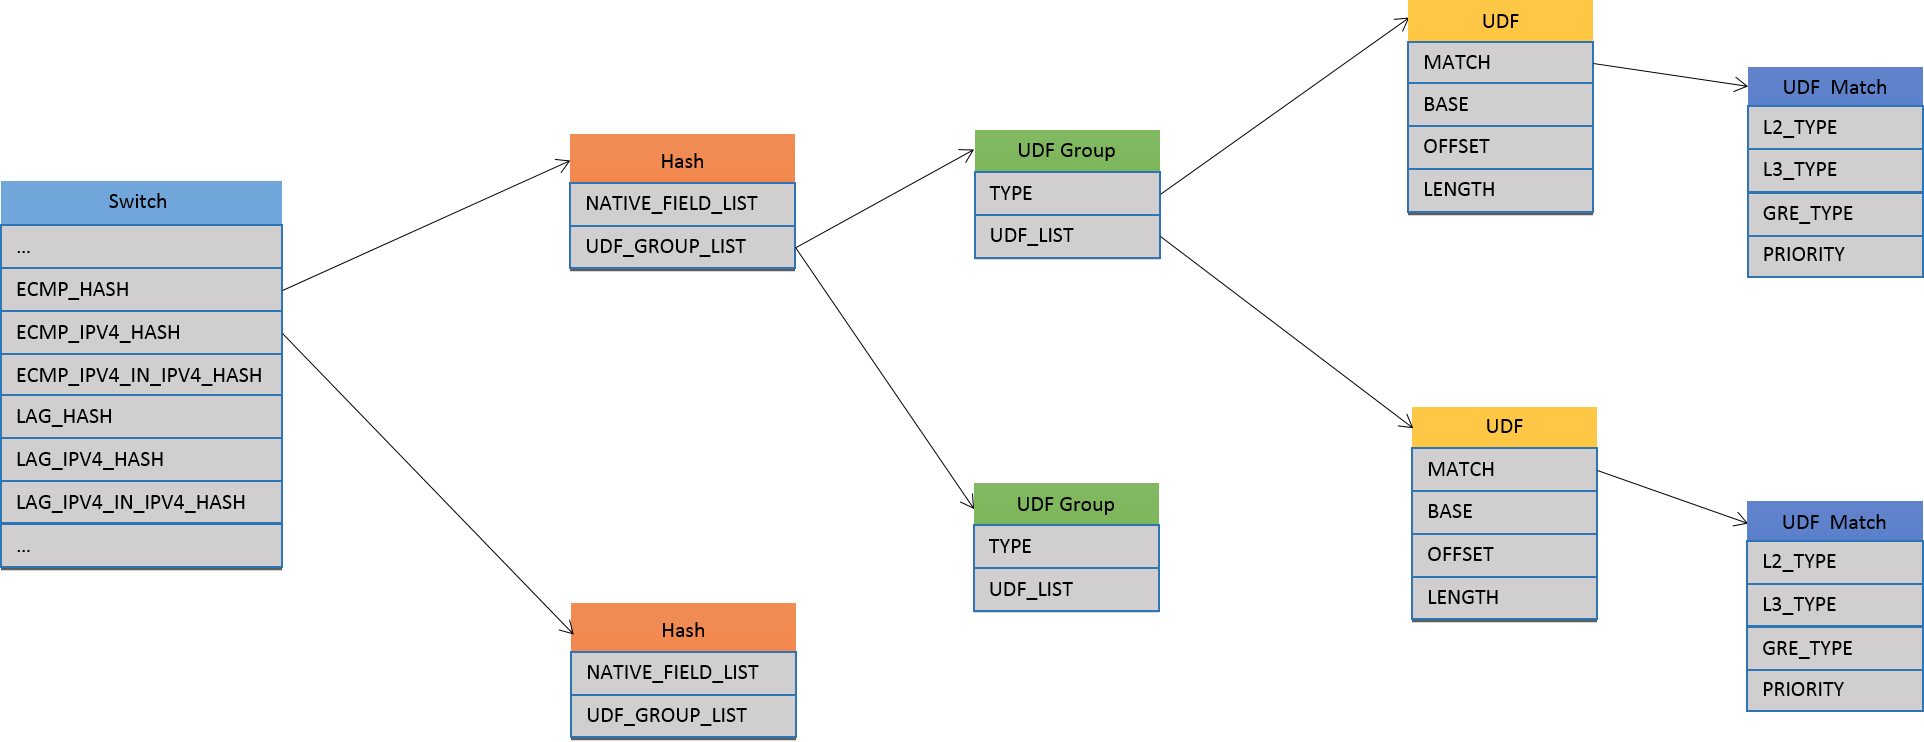 Switch
...
ECMP_HASH
ECMP_IPV4_HASH
ECMP_IPV4_IN_IPV4_HASH
LAG_HASH
LAG_IPV4_HASH
LAG_IPV4_IN_IPV4_HASH
...
Hash
NATIVE_FIELD_LIST
UDF_GROUP_LIST
Hash
NATIVE_FIELD_LIST
UDF_GROUP_LIST
UDF Group
TYPE
UDF_LIST
UDF Group
TYPE
UDF_LIST
UDF
MATCH
BASE
OFFSET
LENGTH
UDF
MATCH
BASE
OFFSET
LENGTH
UDF Match
L2_TYPE
L3_TYPE
GRE_TYPE
PRIORITY
UDF Match
L2_TYPE
L3_TYPE
GRE_TYPE
PRIORITY